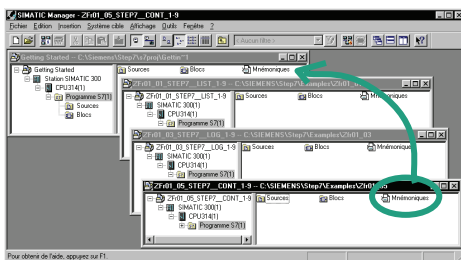 SIMATIC Manager - ZFr01_05_STEP7__CONT_1-9
Fichier Edition Insertion Système cible Affichage Outils Fenêtre ?
< Aucun filtre >
Getting Started -- C:\Siemens\Step7\s7proj\Gettin~1
Getting Started
Station SIMATIC 300
CPU314(1)
Programme S7(1)
Sources
Blocs
Sources Blocs Mnémoniques
ZFr01_01_STEP7__LIST_1-9 -- C:\SIEMENS\Step7\Examples\ZFr01_01
ZFr01_01_STEP7__LIST_1-9
SIMATIC 300(1)
CPU314(1)
Programme S7(1)
Sources Blocs Mnémoniques
ZFr01_03_STEP7__LOG_1-9 -- C:\SIEMENS\Step7\Examples\ZFr01_03
ZFr01_03_STEP7__LOG_1-9
SIMATIC 300(1)
CPU314(1)
Programme S7(1)
Sources Blocs Mnémoniques
ZFr01_05_STEP7__CONT_1-9 -- C:\SIEMENS\Step7\Examples\
ZFr01_05_STEP7__CONT_1-9
SIMATIC 300(1)
CPU314(1)
Programme S7(1)
Sources Blocs Mnémoniques
Pour obtenir de l'aide, appuyez sur F1.